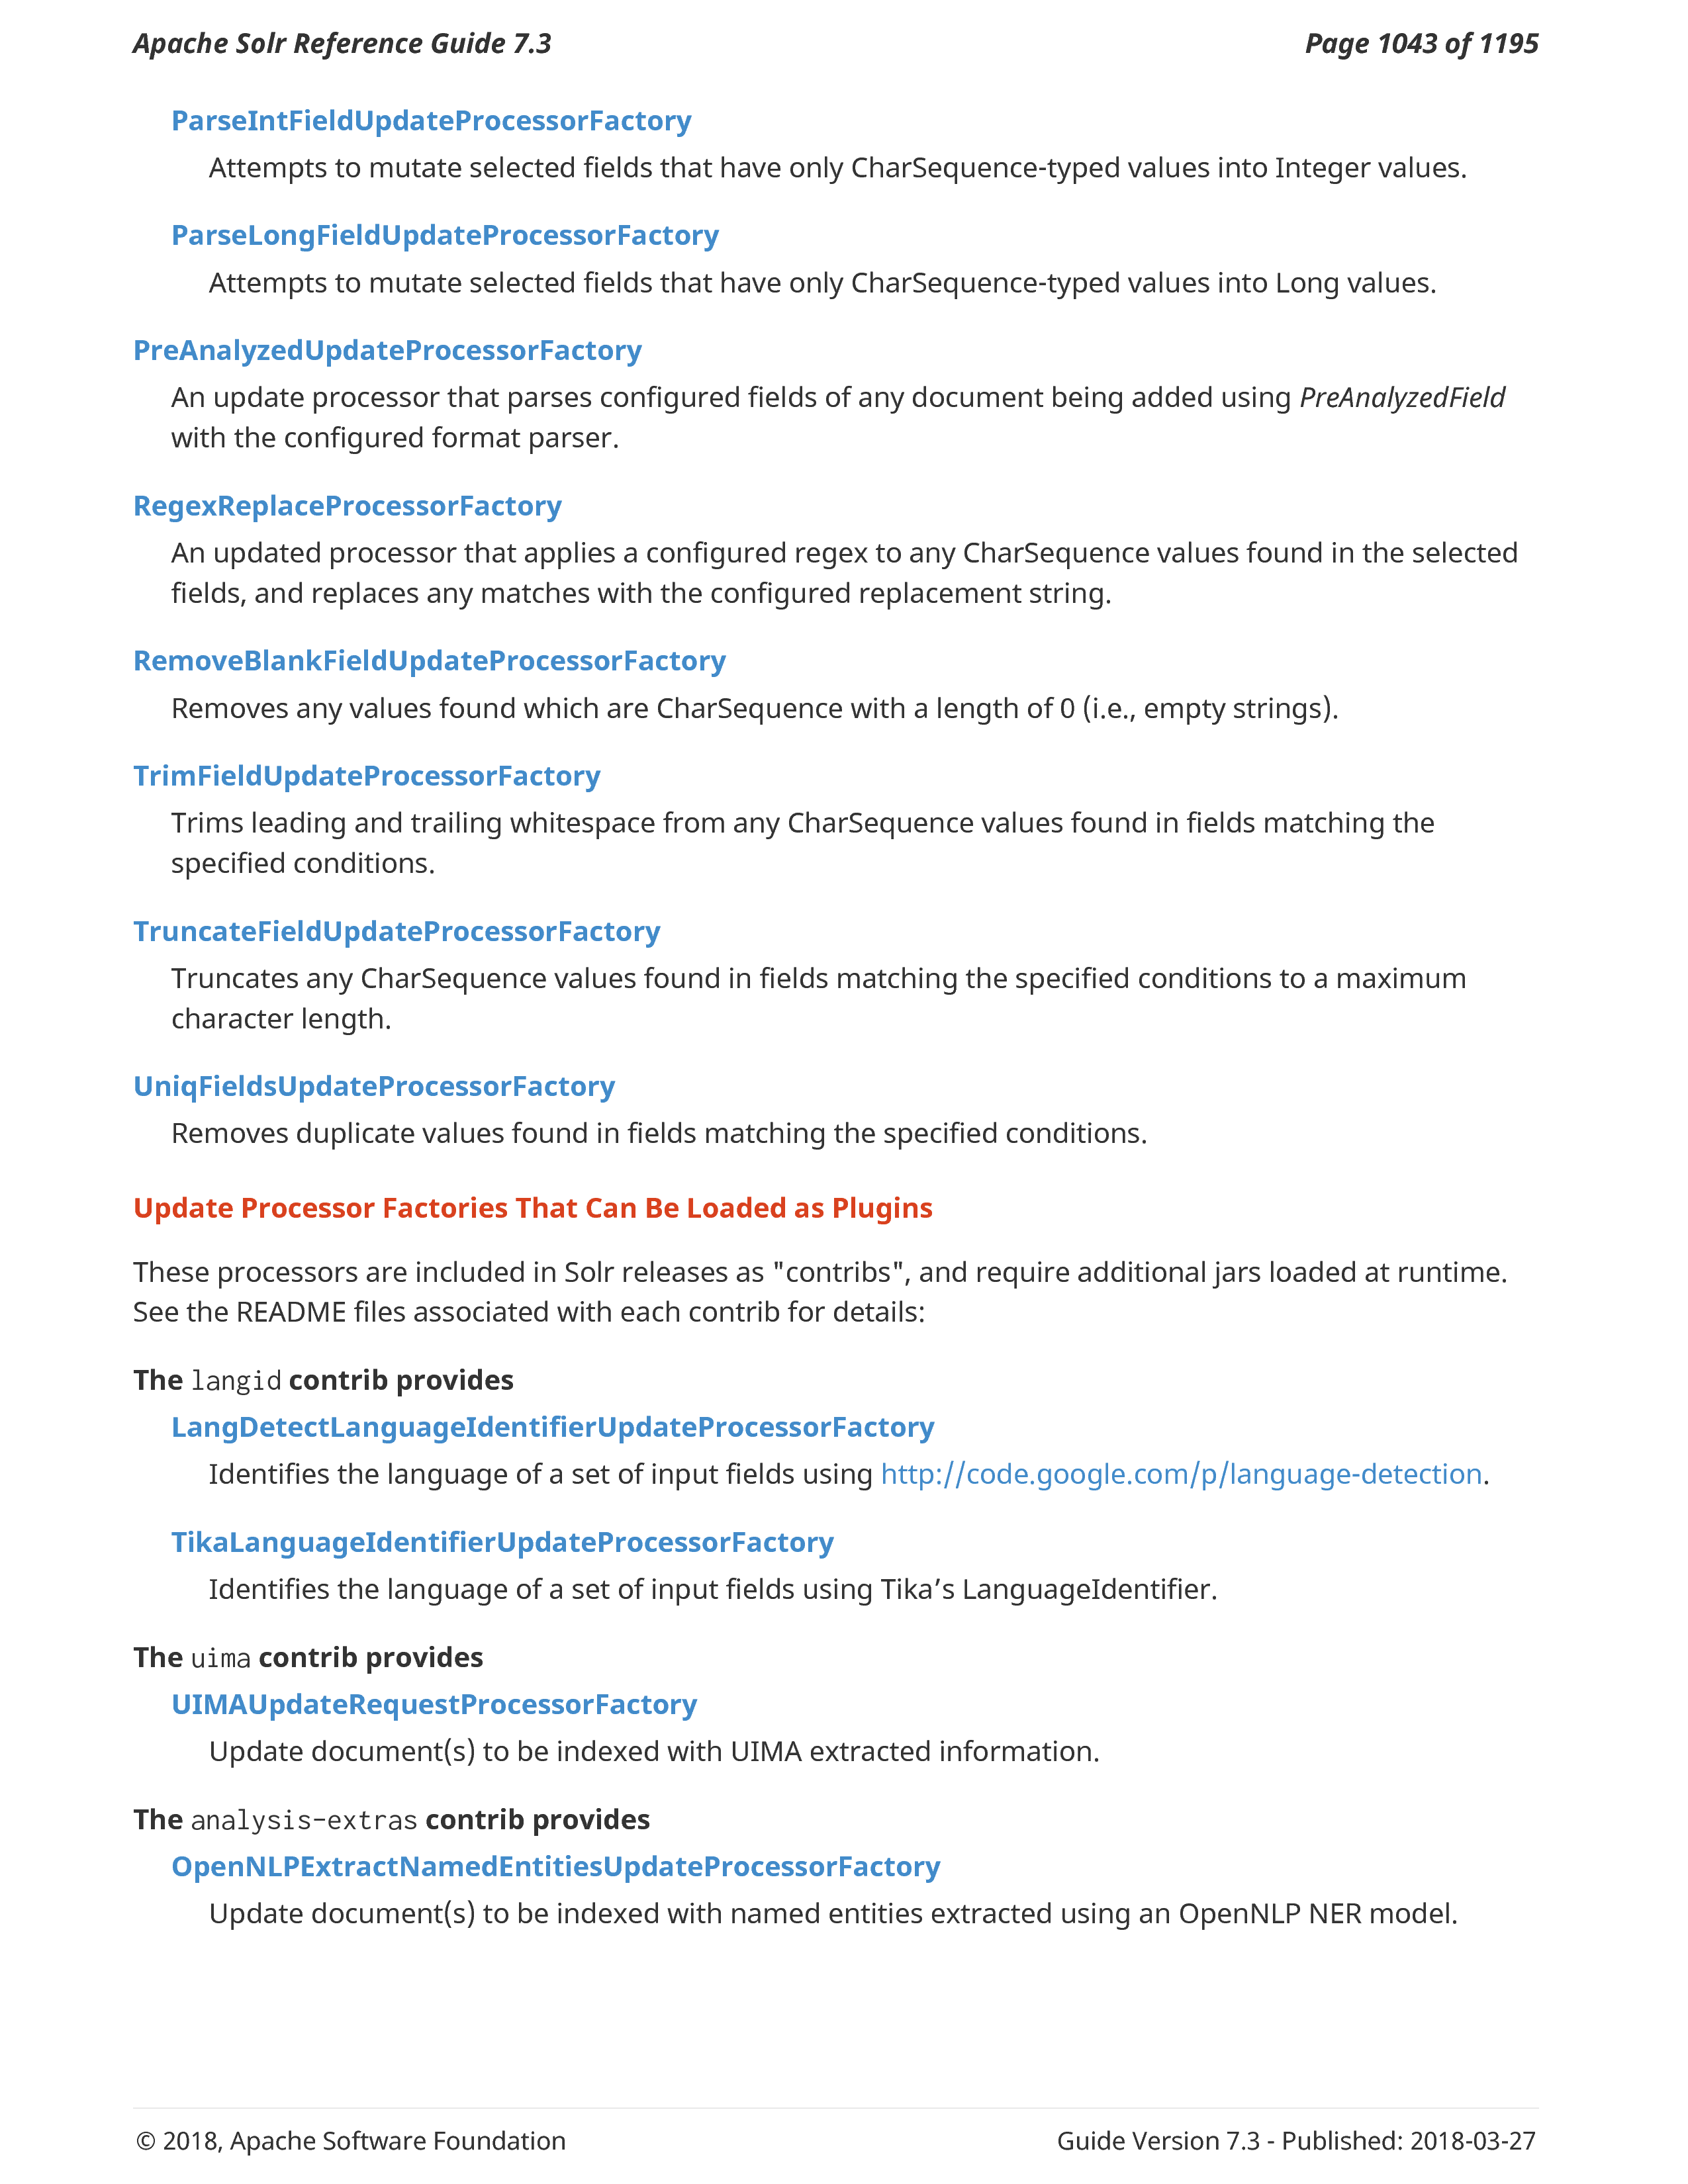 Apache Solr Reference Guide 7.3 Page 1043 of 1195
ParseIntFieldUpdateProcessorFactory
Attempts to mutate selected fields that have only CharSequence-typed values into Integer values.
ParseLongFieldUpdateProcessorFactory
Attempts to mutate selected fields that have only CharSequence-typed values into Long values.
PreAnalyzedUpdateProcessorFactory
An update processor that parses configured fields of any document being added using PreAnalyzedField
with the configured format parser.
RegexReplaceProcessorFactory
An updated processor that applies a configured regex to any CharSequence values found in the selected
fields, and replaces any matches with the configured replacement string.
RemoveBlankFieldUpdateProcessorFactory
Removes any values found which are CharSequence with a length of 0 (i.e., empty strings).
TrimFieldUpdateProcessorFactory
Trims leading and trailing whitespace from any CharSequence values found in fields matching the
specified conditions.
TruncateFieldUpdateProcessorFactory
Truncates any CharSequence values found in fields matching the specified conditions to a maximum
character length.
UniqFieldsUpdateProcessorFactory
Removes duplicate values found in fields matching the specified conditions.
Update Processor Factories That Can Be Loaded as Plugins
These processors are included in Solr releases as "contribs", and require additional jars loaded at runtime.
See the README files associated with each contrib for details:
The langid contrib provides
LangDetectLanguageIdentifierUpdateProcessorFactory
Identifies the language of a set of input fields using http://code.google.com/p/language-detection.
TikaLanguageIdentifierUpdateProcessorFactory
Identifies the language of a set of input fields using Tika’s LanguageIdentifier.
The uima contrib provides
UIMAUpdateRequestProcessorFactory
Update document(s) to be indexed with UIMA extracted information.
The analysis-extras contrib provides
OpenNLPExtractNamedEntitiesUpdateProcessorFactory
Update document(s) to be indexed with named entities extracted using an OpenNLP NER model.
© 2018, Apache Software Foundation Guide Version 7.3 - Published: 2018-03-27